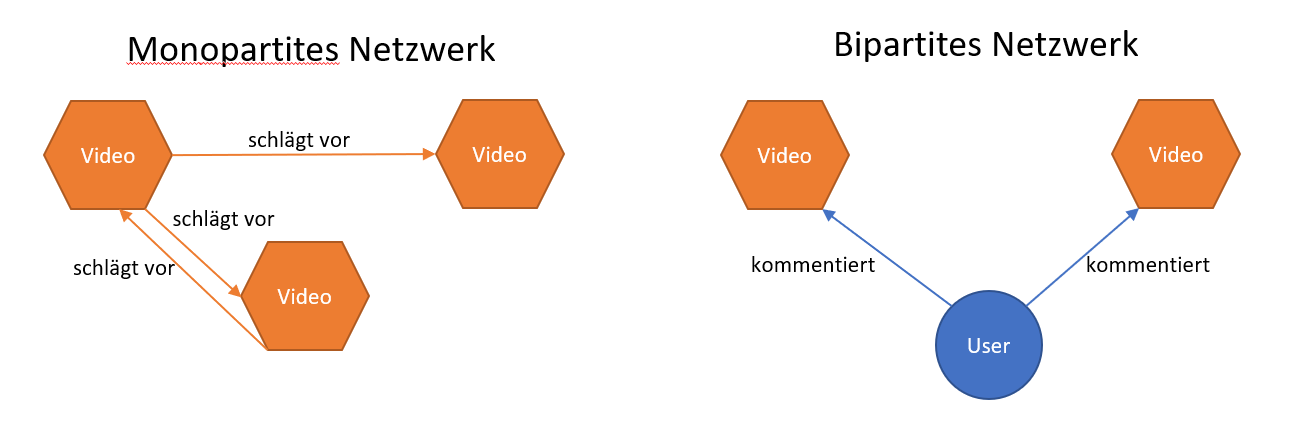 Monopartites Netzwerk
Video
schlägt vor
Video
schlägt vor
schlägt vor
Video
Bipartites Netzwerk
Video
Video
kommentiert
kommentiert
User